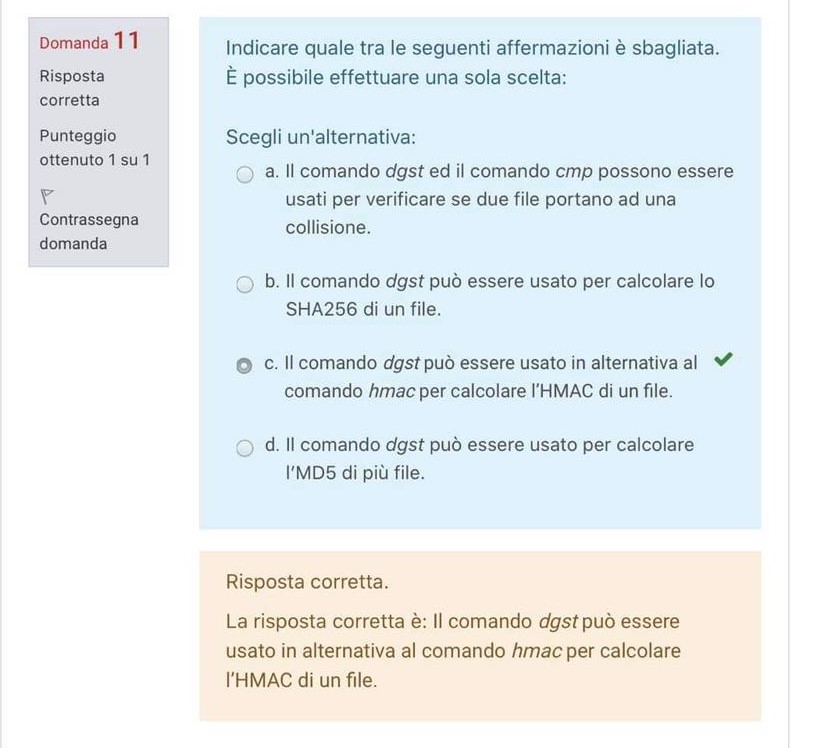 Domanda 11
Risposta
corretta
Punteggio
ottenuto 1 su 1
Contrassegna
domanda
Indicare quale tra le seguenti affermazioni è sbagliata.
È possibile effettuare una sola scelta:
Scegli un'alternativa:
a. Il comando dgst ed il comando cmp possono essere
usati per verificare se due file portano ad una
collisione.
b. Il comando dgst può essere usato per calcolare lo
SHA256 di un file.
c. Il comando dgst può essere usato in alternativa al
comando hmac per calcolare l'HMAC di un file.
d. Il comando dgst può essere usato per calcolare
l'MD5 di più file.
Risposta corretta.
La risposta corretta è: Il comando dgst può essere
usato in alternativa al comando hmac per calcolare
l'HMAC di un file.